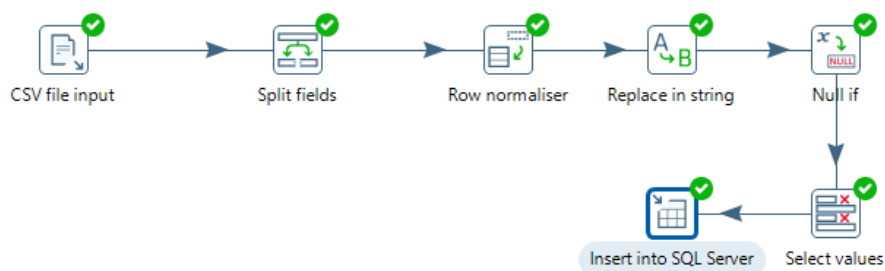 A
B
x
NULL
CSV file input
Split fields
Row normaliser
Replace in string
Null if
Insert into SQL Server
Select values